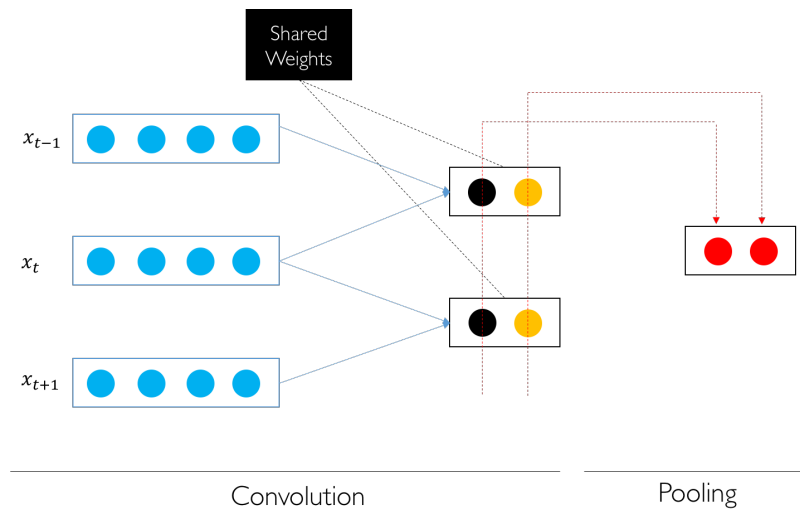 Shared
Weights
x_{t-1}
x_t
x_{t+1}
Convolution
Pooling